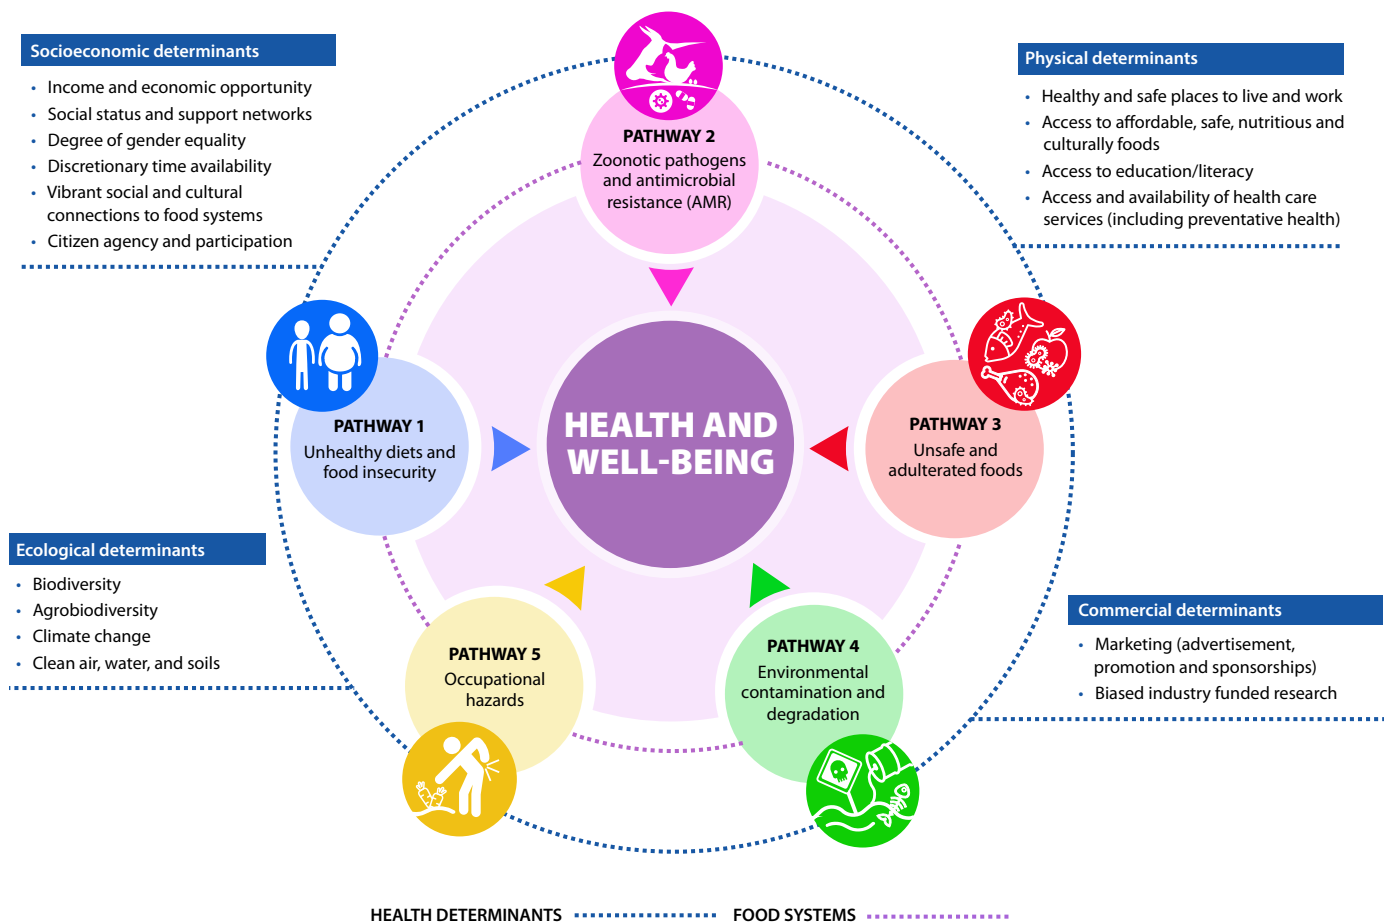 Socioeconomic determinants
• Income and economic opportunity
• Social status and support networks
• Degree of gender equality
• Discretionary time availability
• Vibrant social and cultural
connections to food systems
• Citizen agency and participation
Physical determinants
• Healthy and safe places to live and work
• Access to affordable, safe, nutritious and
culturally foods
• Access to education/literacy
• Access and availability of health care
services (including preventative health)
PATHWAY 2
Zoonotic pathogens
and antimicrobial
resistance (AMR)
PATHWAY 1
Unhealthy diets and
food insecurity
HEALTH AND
WELL-BEING
PATHWAY 3
Unsafe and
adulterated foods
Ecological determinants
• Biodiversity
• Agrobiodiversity
• Climate change
• Clean air, water, and soils
PATHWAY 5
Occupational
hazards
PATHWAY 4
Environmental
contamination and
degradation
Commercial determinants
• Marketing (advertisement,
promotion and sponsorships)
• Biased industry funded research
HEALTH DETERMINANTS
FOOD SYSTEMS